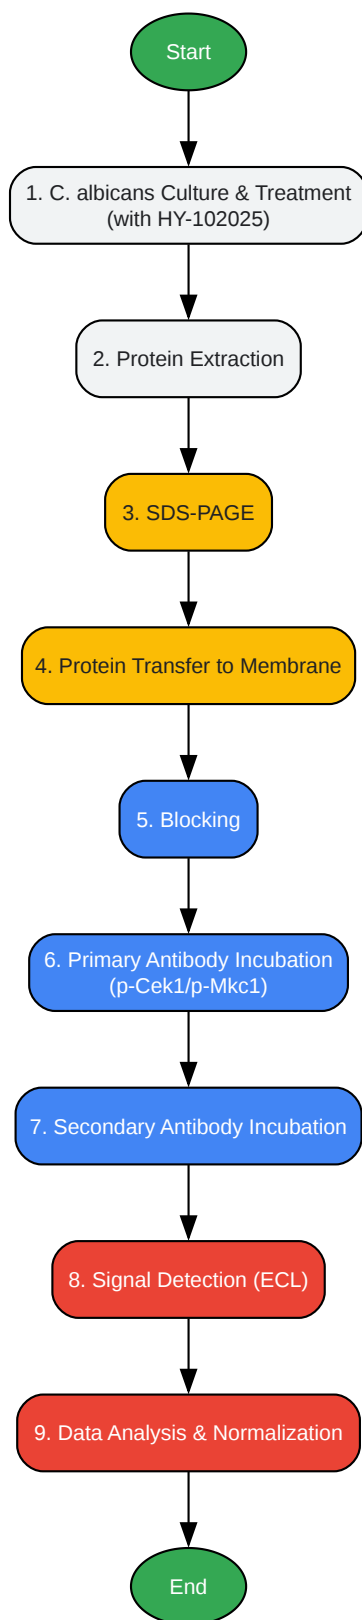 Start
1. C. albicans Culture & Treatment
(with HY-102025)
2. Protein Extraction
3. SDS-PAGE
4. Protein Transfer to Membrane
5. Blocking
6. Primary Antibody Incubation
(p-Cek1/p-Mkc1)
7. Secondary Antibody Incubation
8. Signal Detection (ECL)
9. Data Analysis & Normalization
End